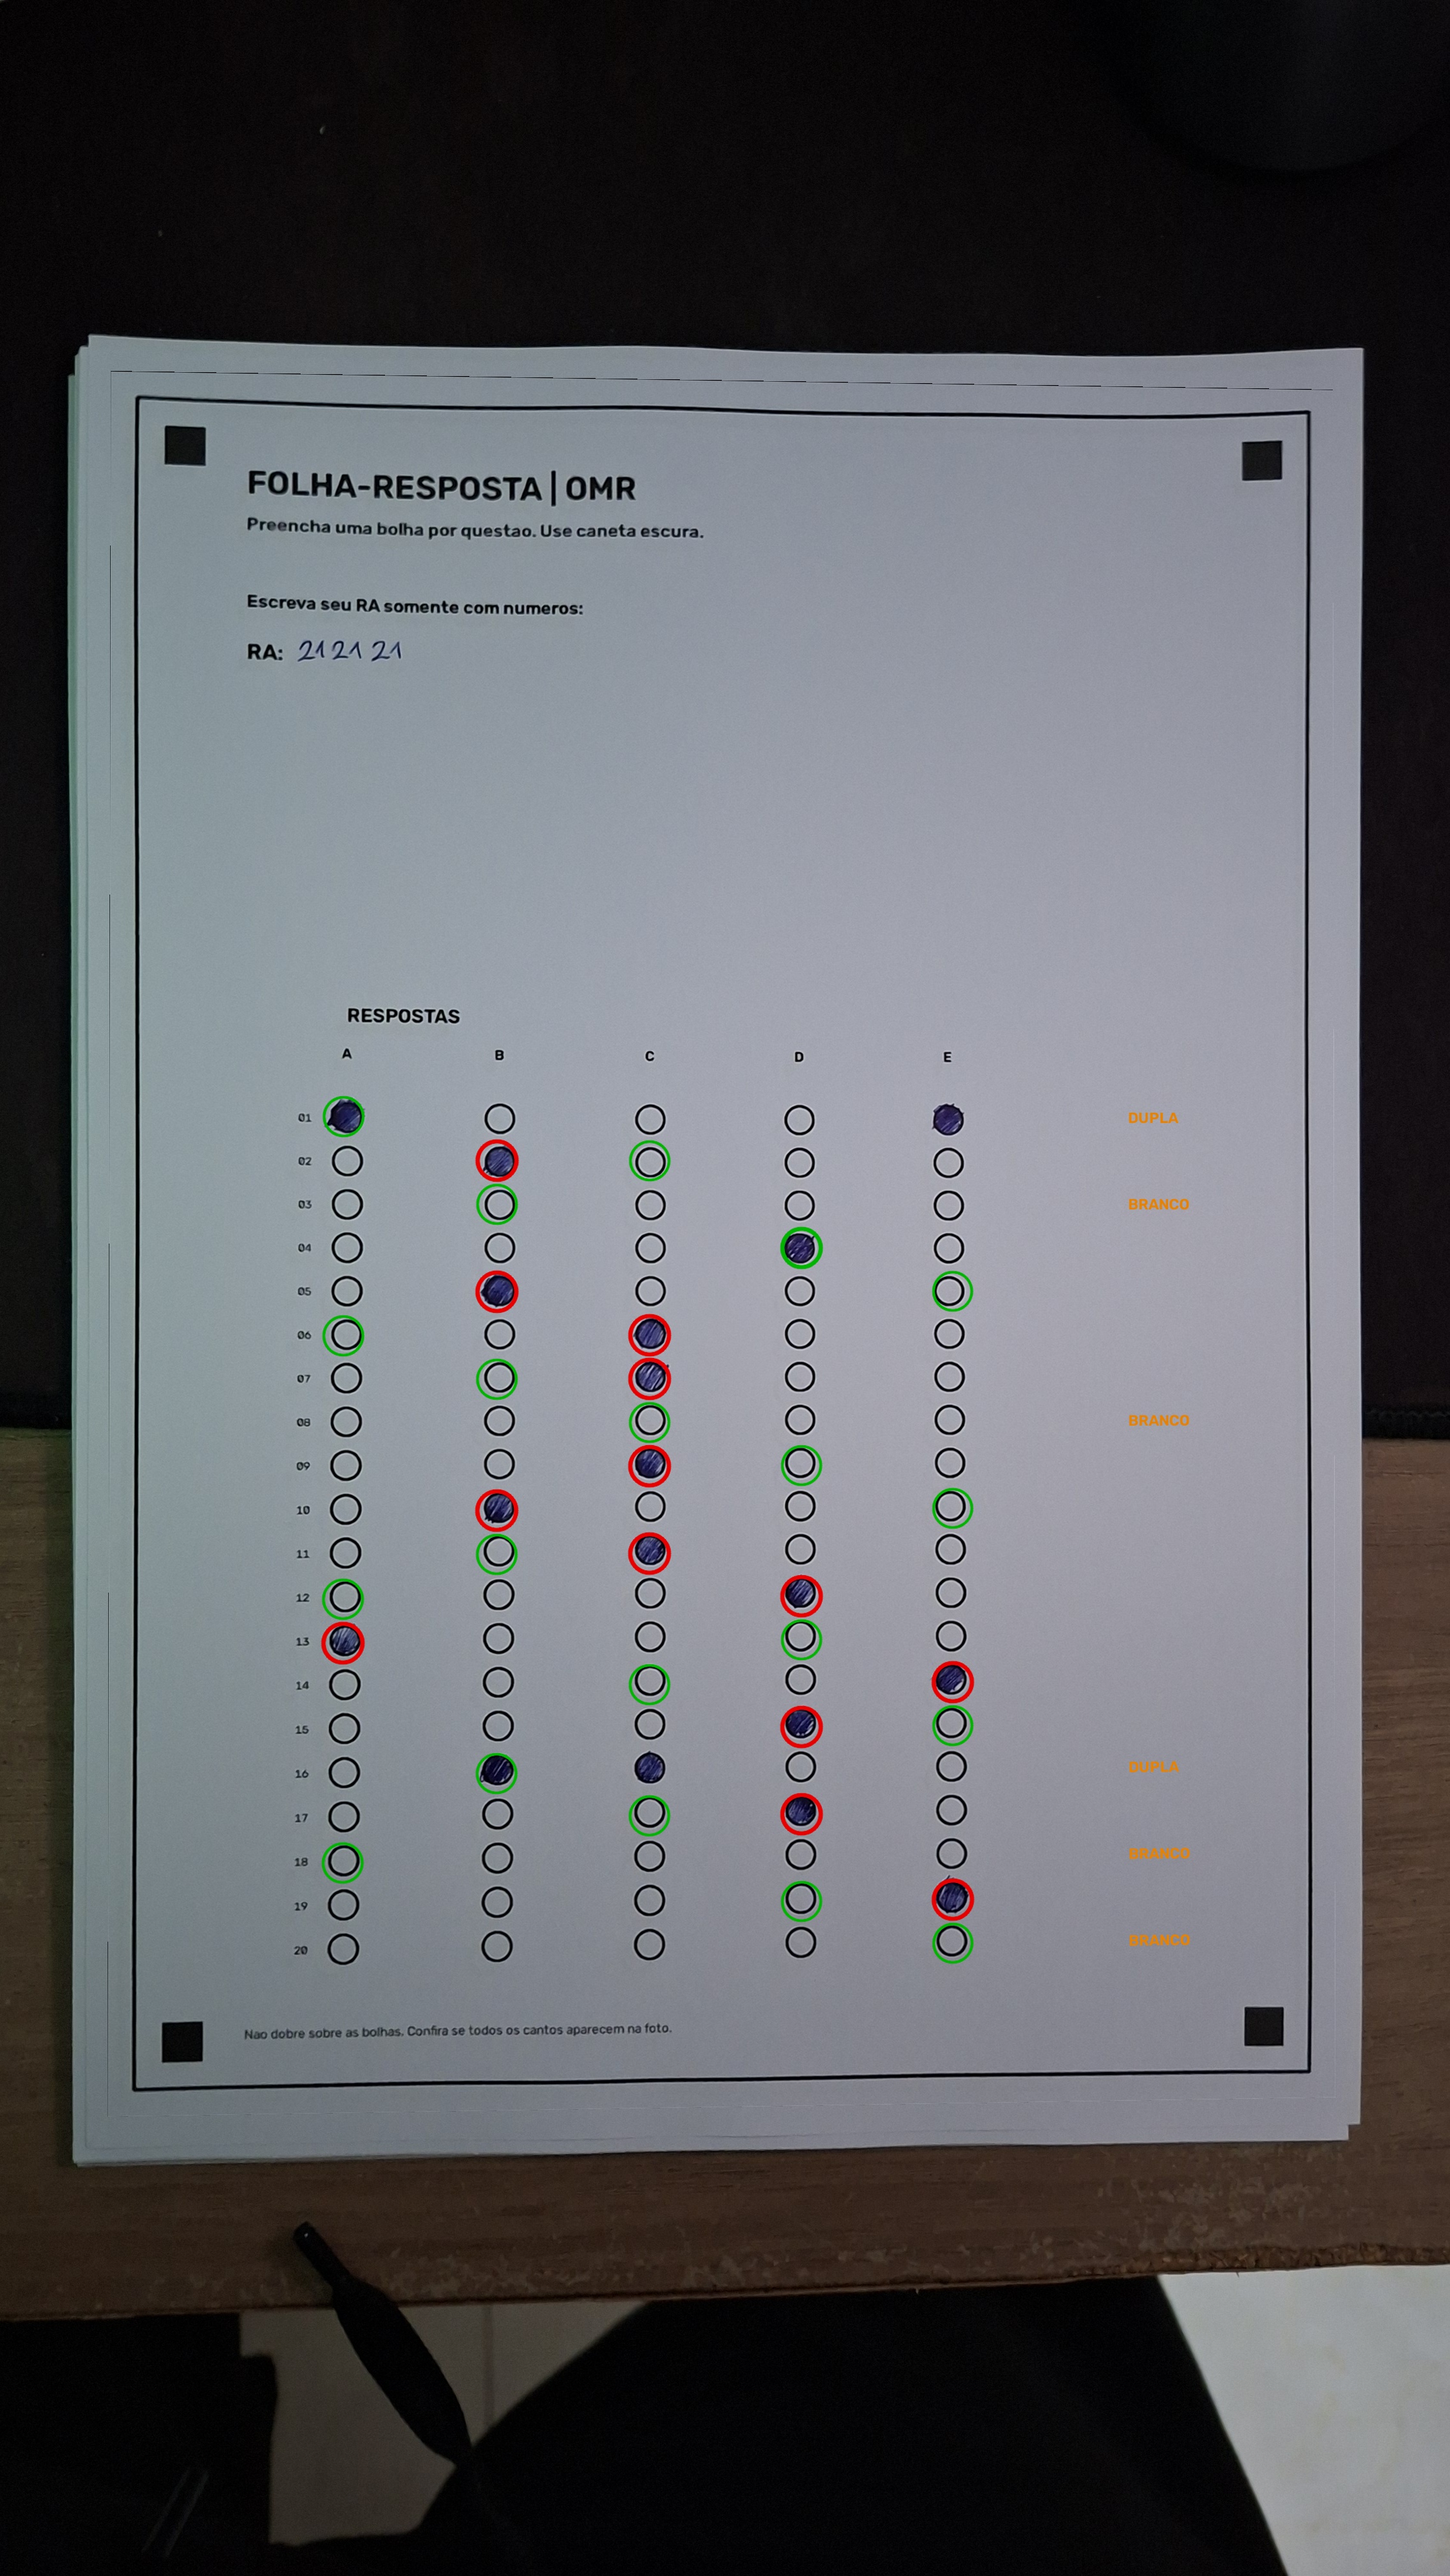 FOLHA-RESPOSTA | OMR
Preencha uma bolha por questao. Use caneta escura.
Escreva seu RA somente com numeros:
RA: 212121
RESPOSTAS
A B C D E
01 DUPLA
02
03 BRANCO
04
05
06
07
08 BRANCO
09
10
11
12
13
14
15
16 DUPLA
17
18 BRANCO
19
20 BRANCO
Nao dobre sobre as bolhas. Confira se todos os cantos aparecem na foto.